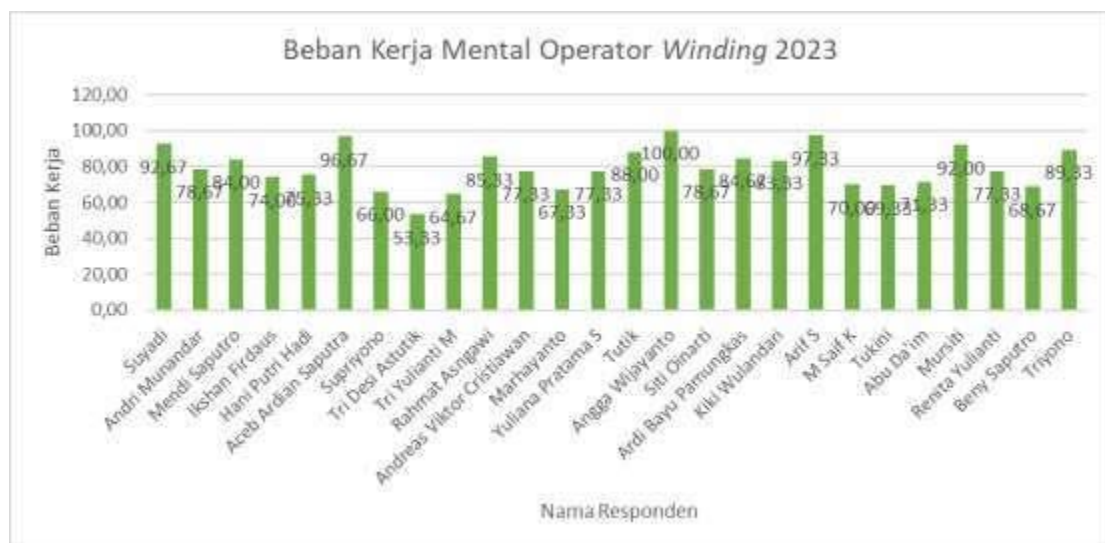 Beban Kerja Mental Operator Winding 2023
Beban Kerja
120,00
100,00
80,00
60,00
40,00
20,00
0,00
92,67
78,67
84,00
74,00
75,33
96,67
66,00
53,33
64,67
85,33
77,33
67,33
77,33
88,00
100,00
78,67
84,67
83,33
97,33
70,00
69,33
71,33
92,00
77,33
68,67
89,33
Suyadi
Andri Munandar
Mendi Saputro
Ikshan Firdaus
Hani Putri Hadi
Aceb Ardian Saputra
Supriyono
Tri Desi Astutik
Tri Yulianti M
Rahmat Asngawi
Andreas Viktor Cristiawan
Marnayanto
Yuliana Pratama S
Tutik
Angga Wijayanto
Siti Dinarti
Ardi Bayu Pamungkas
Kiki Wulandari
Arif S
M Saif K
Tukini
Abu Da'im
Mursiti
Renta Yulianti
Beny Saputro
Triyono
Nama Responden